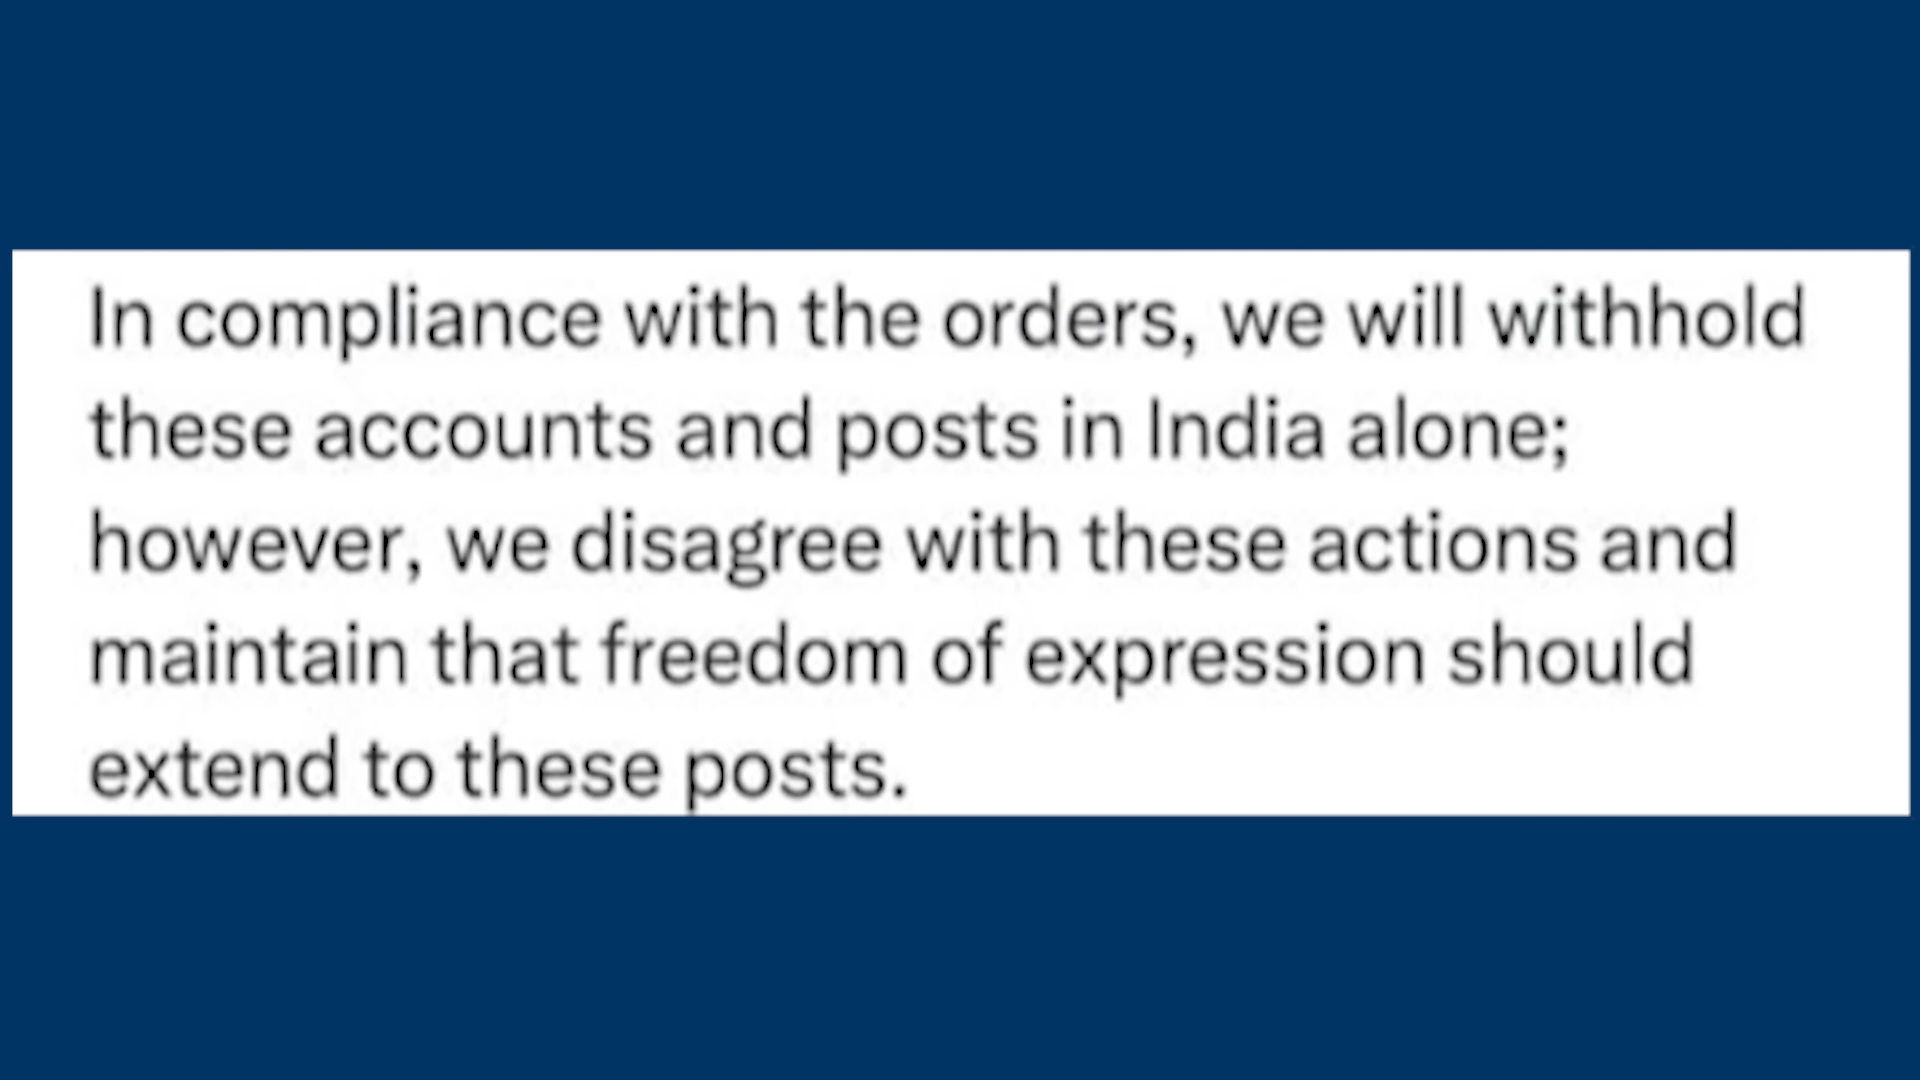 In compliance with the orders, we will withhold
these accounts and posts in India alone;
however, we disagree with these actions and
maintain that freedom of expression should
extend to these posts.